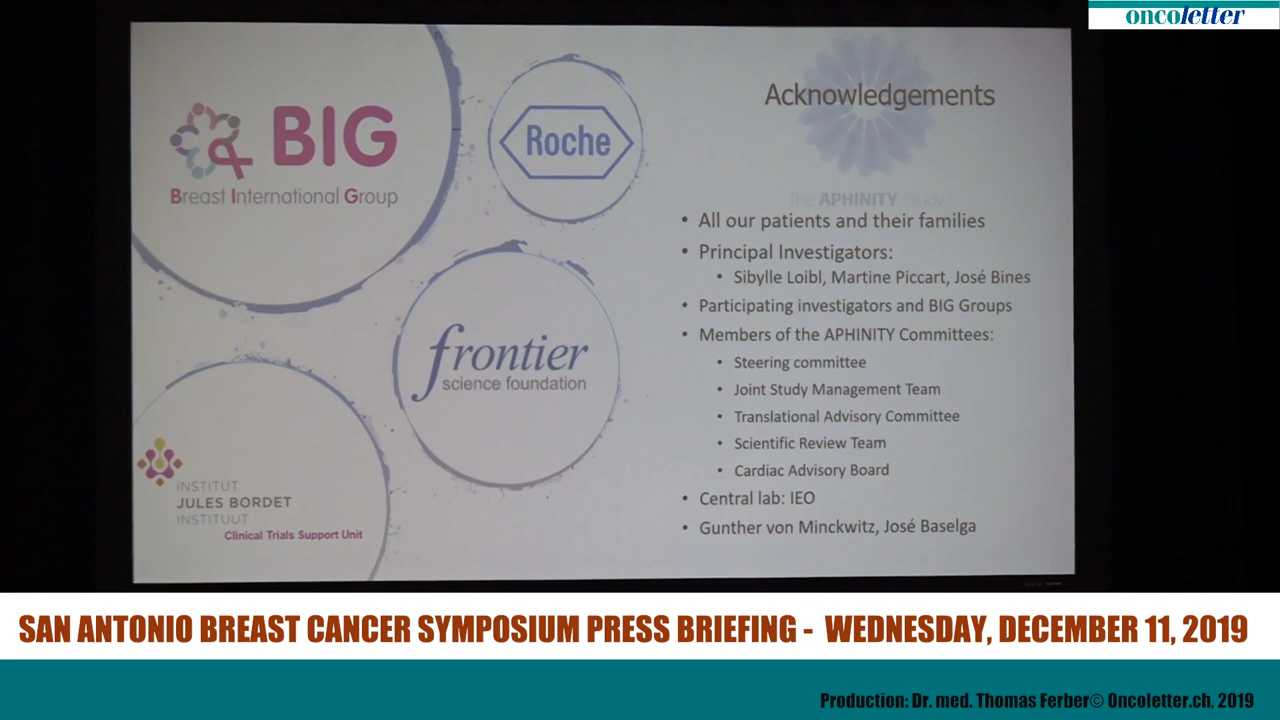 oncoletter
BIG
Breast International Group
Roche
frontier
science foundation
INSTITUT
JULES BORDET
INSTITUUT
Clinical Trials Support Unit
Acknowledgements
The APHINITY Study
• All our patients and their families
• Principal Investigators:
• Sibylle Loibl, Martine Piccart, José Bines
• Participating investigators and BIG Groups
• Members of the APHINITY Committees:
• Steering committee
• Joint Study Management Team
• Translational Advisory Committee
• Scientific Review Team
• Cardiac Advisory Board
• Central lab: IEO
• Gunther von Minckwitz, José Baselga
SAN ANTONIO BREAST CANCER SYMPOSIUM PRESS BRIEFING - WEDNESDAY, DECEMBER 11, 2019
Production: Dr. med. Thomas Ferber© Oncoletter.ch, 2019